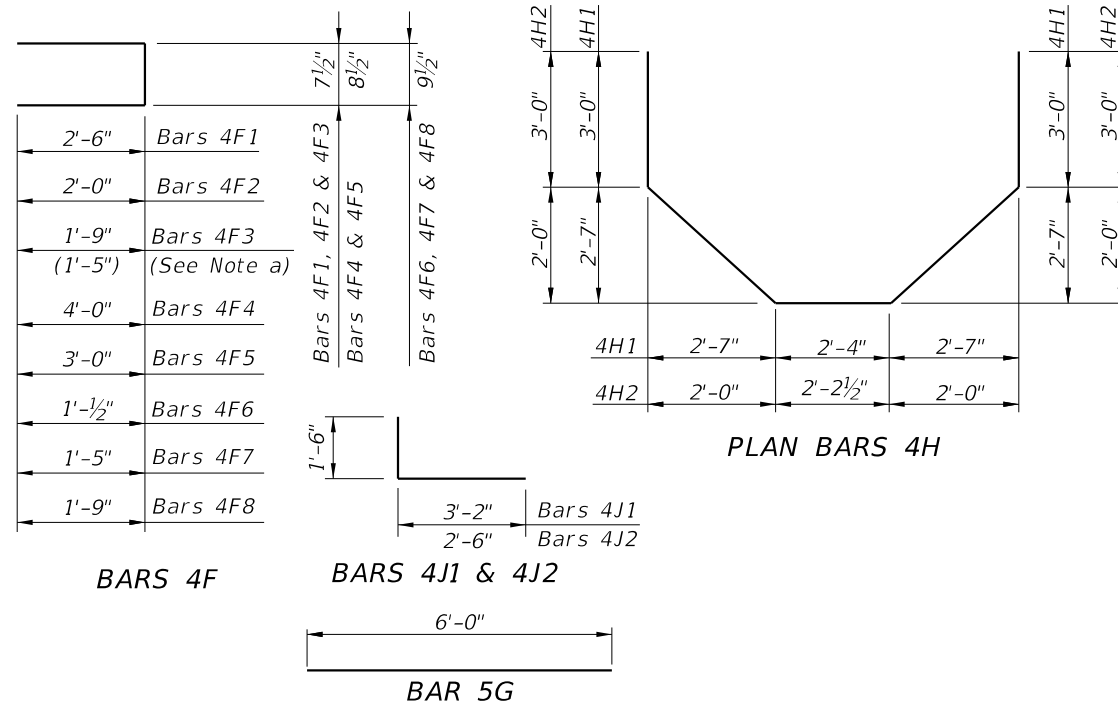 7½"
8½"
9½"
2'-6" Bars 4F1
2'-0" Bars 4F2
1'-9" Bars 4F3
(1'-5") (See Note a)
4'-0" Bars 4F4
3'-0" Bars 4F5
1'-½" Bars 4F6
1'-5" Bars 4F7
1'-9" Bars 4F8
Bars 4F1, 4F2 & 4F3
Bars 4F4 & 4F5
Bars 4F6, 4F7 & 4F8
BARS 4F
1'-6"
3'-2" Bars 4J1
2'-6" Bars 4J2
BARS 4J1 & 4J2
6'-0"
BAR 5G
4H2
4H1
3'-0"
3'-0"
2'-0"
2'-7"
4H1
4H2
3'-0"
3'-0"
2'-7"
2'-0"
4H1 2'-7" 2'-4" 2'-7"
4H2 2'-0" 2'-2½" 2'-0"
PLAN BARS 4H